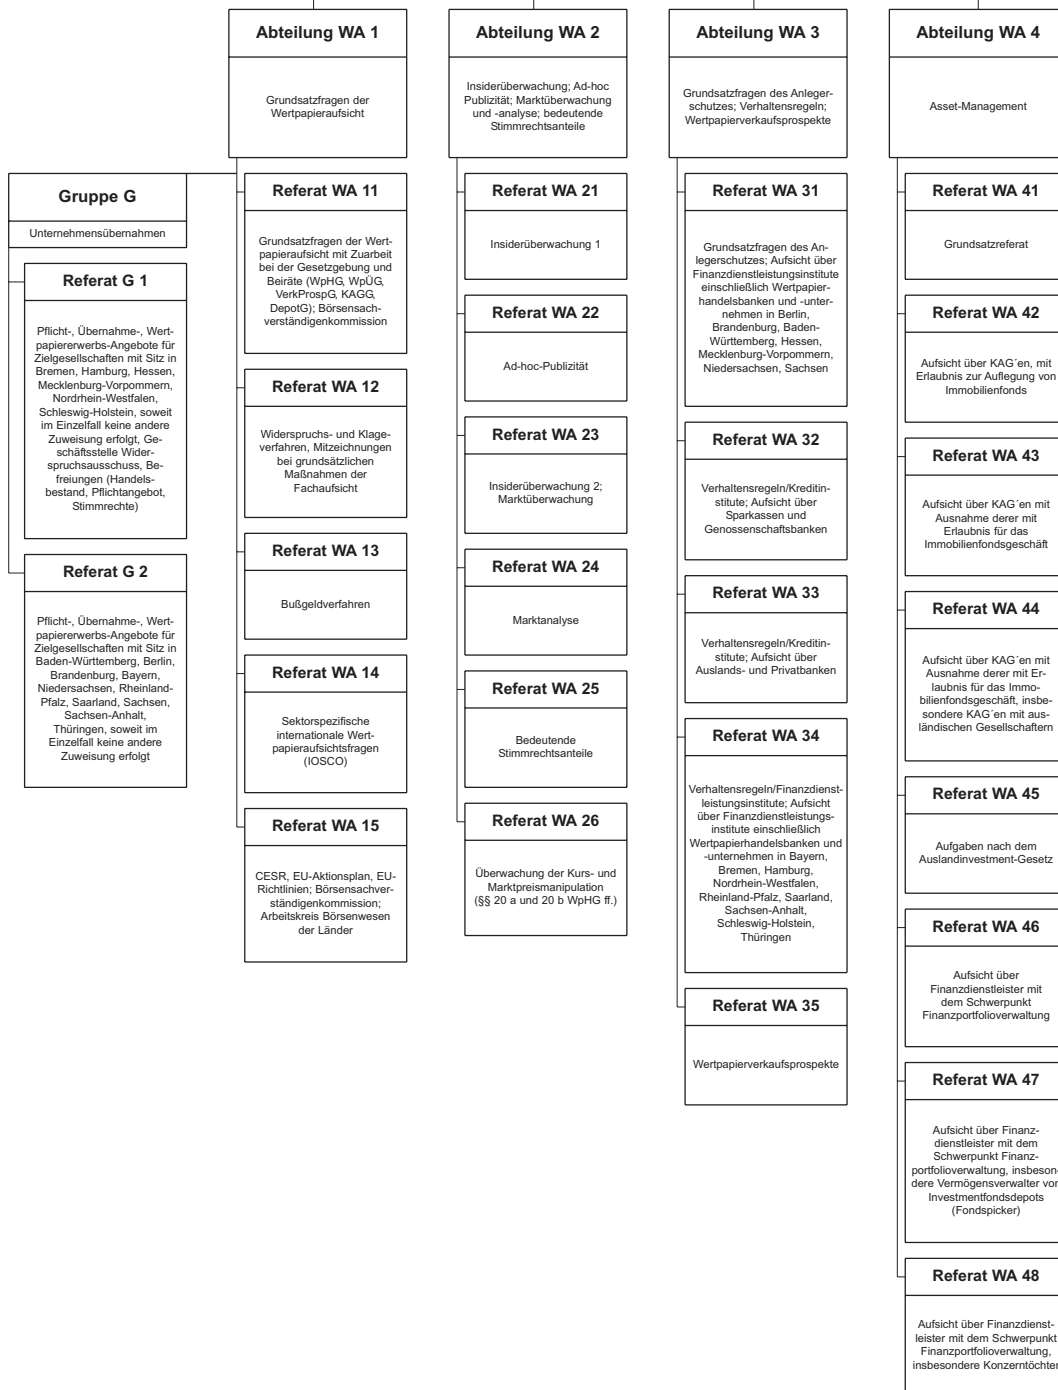 Abteilung WA 1
Grundsatzfragen der
Wertpapieraufsicht
Gruppe G
Unternehmensübernahmen
Referat G 1
Pflicht-, Übernahme-, Wert-
papiererwerbs-Angebote für
Zielgesellschaften mit Sitz in
Bremen, Hamburg, Hessen,
Mecklenburg-Vorpommern,
Nordrhein-Westfalen,
Schleswig-Holstein, soweit
im Einzelfall keine andere
Zuweisung erfolgt, Ge-
schäftsstelle Wider-
spruchsausschuss, Be-
freiungen (Handels-
bestand, Pflichtangebot,
Stimmrechte)
Referat G 2
Pflicht-, Übernahme-, Wert-
papiererwerbs-Angebote für
Zielgesellschaften mit Sitz in
Baden-Württemberg, Berlin,
Brandenburg, Bayern,
Niedersachsen, Rheinland-
Pfalz, Saarland, Sachsen,
Sachsen-Anhalt,
Thüringen, soweit im
Einzelfall keine andere
Zuweisung erfolgt
Referat WA 11
Grundsatzfragen der Wert-
papieraufsicht mit Zuarbeit
bei der Gesetzgebung und
Beiräte (WpHG, WpÜG,
VerkProspG, KAGG,
DepotG); Börsensach-
verständigenkommission
Referat WA 12
Widerspruchs- und Klage-
verfahren, Mitzeichnungen
bei grundsätzlichen
Maßnahmen der
Fachaufsicht
Referat WA 13
Bußgeldverfahren
Referat WA 14
Sektorspezifische
internationale Wert-
papieraufsichtsfragen
(IOSCO)
Referat WA 15
CESR, EU-Aktionsplan, EU-
Richtlinien; Börsensachver-
ständigenkommission;
Arbeitskreis Börsenwesen
der Länder
Abteilung WA 2
Insiderüberwachung; Ad-hoc
Publizität; Marktüberwachung
und -analyse; bedeutende
Stimmrechtsanteile
Referat WA 21
Insiderüberwachung 1
Referat WA 22
Ad-hoc-Publizität
Referat WA 23
Insiderüberwachung 2;
Marktüberwachung
Referat WA 24
Marktanalyse
Referat WA 25
Bedeutende
Stimmrechtsanteile
Referat WA 26
Überwachung der Kurs- und
Marktpreismanipulation
(§§ 20 a und 20 b WpHG ff.)
Abteilung WA 3
Grundsatzfragen des Anleger-
schutzes; Verhaltensregeln;
Wertpapierverkaufsprospekte
Referat WA 31
Grundsatzfragen des An-
legerschutzes; Aufsicht über
Finanzdienstleistungsinstitute
einschließlich Wertpapier-
handelsbanken und -unter-
nehmen in Berlin,
Brandenburg, Baden-
Württemberg, Hessen,
Mecklenburg-Vorpommern,
Niedersachsen, Sachsen
Referat WA 32
Verhaltensregeln/Kreditin-
stitute; Aufsicht über
Sparkassen und
Genossenschaftsbanken
Referat WA 33
Verhaltensregeln/Kreditin-
stitute; Aufsicht über
Auslands- und Privatbanken
Referat WA 34
Verhaltensregeln/Finanzdienst-
leistungsinstitute; Aufsicht
über Finanzdienstleistungs-
institute einschließlich
Wertpapierhandelsbanken und
-unternehmen in Bayern,
Bremen, Hamburg,
Nordrhein-Westfalen,
Rheinland-Pfalz, Saarland,
Sachsen-Anhalt,
Schleswig-Holstein,
Thüringen
Referat WA 35
Wertpapierverkaufsprospekte
Abteilung WA 4
Asset-Management
Referat WA 41
Grundsatzreferat
Referat WA 42
Aufsicht über KAG´en, mit
Erlaubnis zur Auflegung von
Immobilienfonds
Referat WA 43
Aufsicht über KAG´en mit
Ausnahme derer mit
Erlaubnis für das
Immobilienfondsgeschäft
Referat WA 44
Aufsicht über KAG´en mit
Ausnahme derer mit Er-
laubnis für das Immo-
bilienfondsgeschäft, insbe-
sondere KAG´en mit aus-
ländischen Gesellschaftern
Referat WA 45
Aufgaben nach dem
Auslandinvestment-Gesetz
Referat WA 46
Aufsicht über
Finanzdienstleister mit
dem Schwerpunkt
Finanzportfolioverwaltung
Referat WA 47
Aufsicht über Finanz-
dienstleister mit dem
Schwerpunkt Finanz-
portfolioverwaltung, insbeson-
dere Vermögensverwalter von
Investmentfondsdepots
(Fondspicker)
Referat WA 48
Aufsicht über Finanzdienst-
leister mit dem Schwerpunkt
Finanzportfolioverwaltung,
insbesondere Konzerntöchter